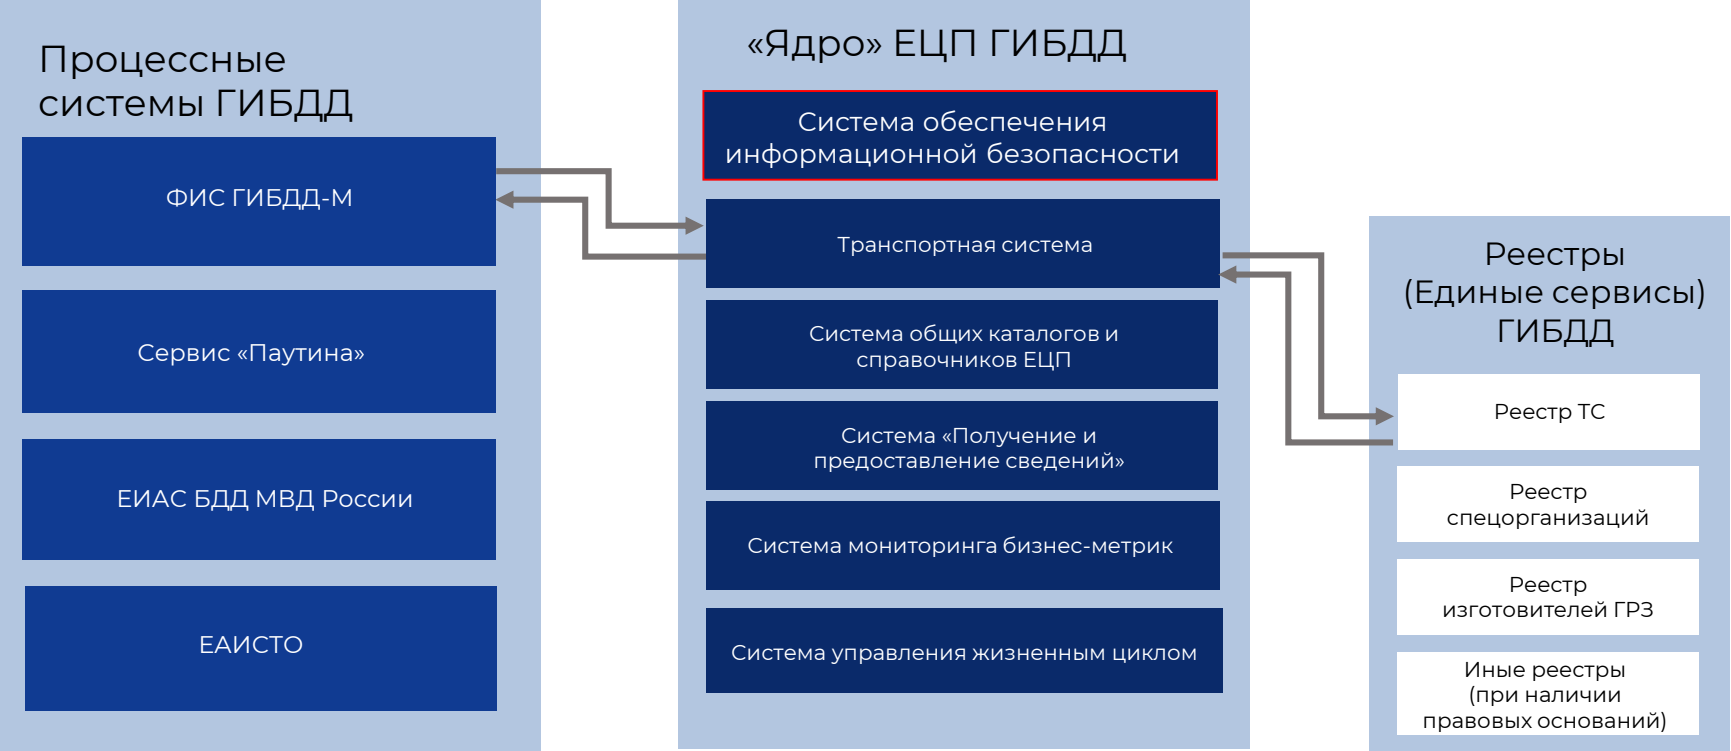 Процессные
системы ГИБДД
ФИС ГИБДД-М
Сервис «Паутина»
ЕИАС БДД МВД России
ЕАИСТО
«Ядро» ЕЦП ГИБДД
Система обеспечения
информационной безопасности
Транспортная система
Система общих каталогов и
справочников ЕЦП
Система «Получение и
предоставление сведений»
Система мониторинга бизнес-метрик
Система управления жизненным циклом
Реестры
(Единые сервисы)
ГИБДД
Реестр ТС
Реестр
спецорганизаций
Реестр
изготовителей ГРЗ
Иные реестры
(при наличии
правовых оснований)